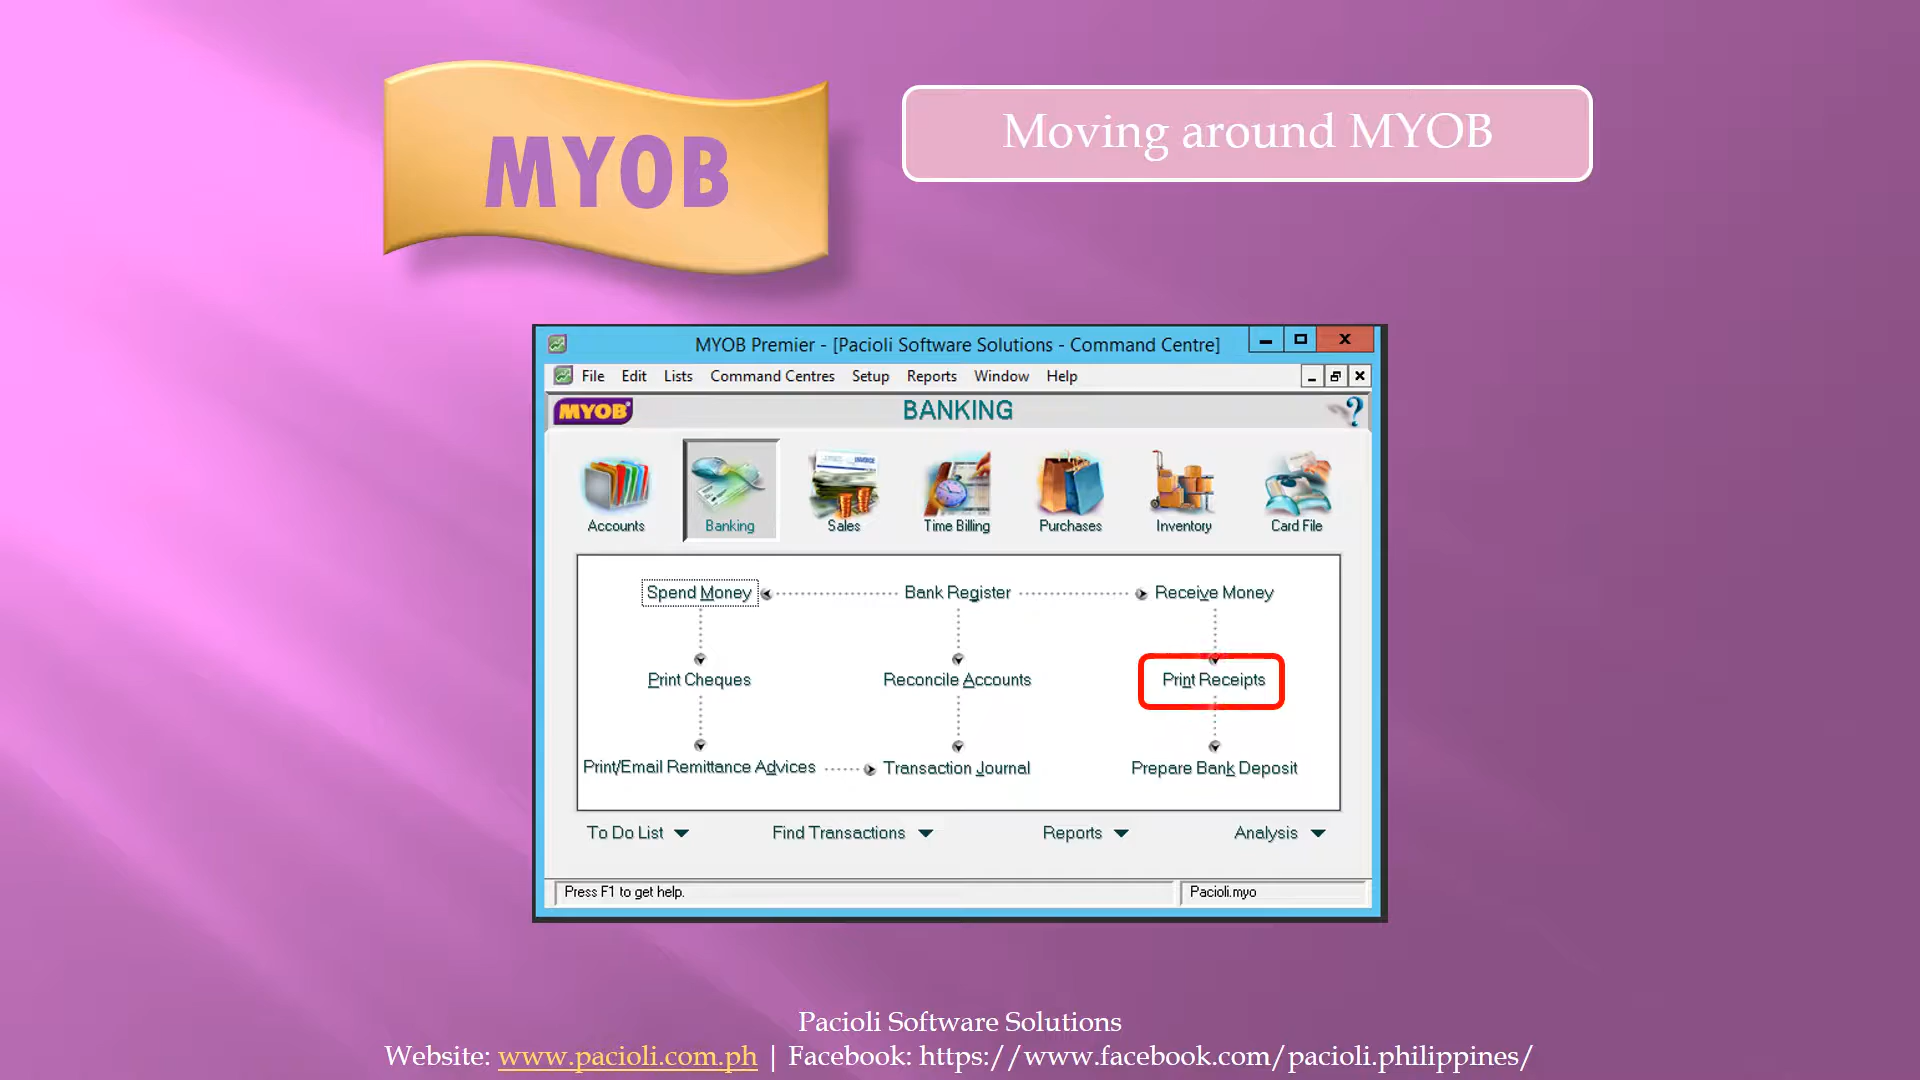 MYOB
Moving around MYOB
MYOB Premier - [Pacioli Software Solutions - Command Centre]
File Edit Lists Command Centres Setup Reports Window Help
MYOB
BANKING
Accounts Banking Sales Time Billing Purchases Inventory Card File
Spend Money Bank Register Receive Money
Print Cheques Reconcile Accounts Print Receipts
Print/Email Remittance Advices Transaction Journal Prepare Bank Deposit
To Do List Find Transactions Reports Analysis
Press F1 to get help. Pacioli.myo
Pacioli Software Solutions
Website: www.pacioli.com.ph | Facebook: https://www.facebook.com/pacioli.philippines/